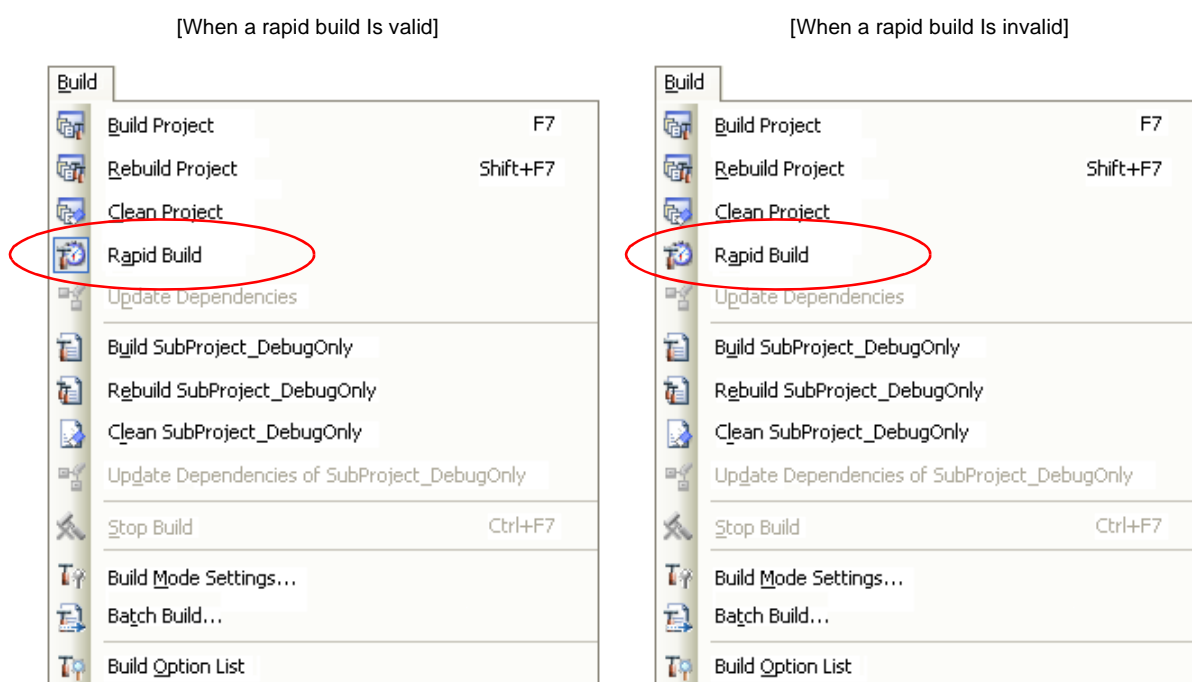 [When a rapid build Is valid]
Build
Build Project F7
Rebuild Project Shift+F7
Clean Project
Rapid Build
Update Dependencies
Build SubProject_DebugOnly
Rebuild SubProject_DebugOnly
Clean SubProject_DebugOnly
Update Dependencies of SubProject_DebugOnly
Stop Build Ctrl+F7
Build Mode Settings...
Batch Build...
Build Option List
[When a rapid build Is invalid]
Build
Build Project F7
Rebuild Project Shift+F7
Clean Project
Rapid Build
Update Dependencies
Build SubProject_DebugOnly
Rebuild SubProject_DebugOnly
Clean SubProject_DebugOnly
Update Dependencies of SubProject_DebugOnly
Stop Build Ctrl+F7
Build Mode Settings...
Batch Build...
Build Option List